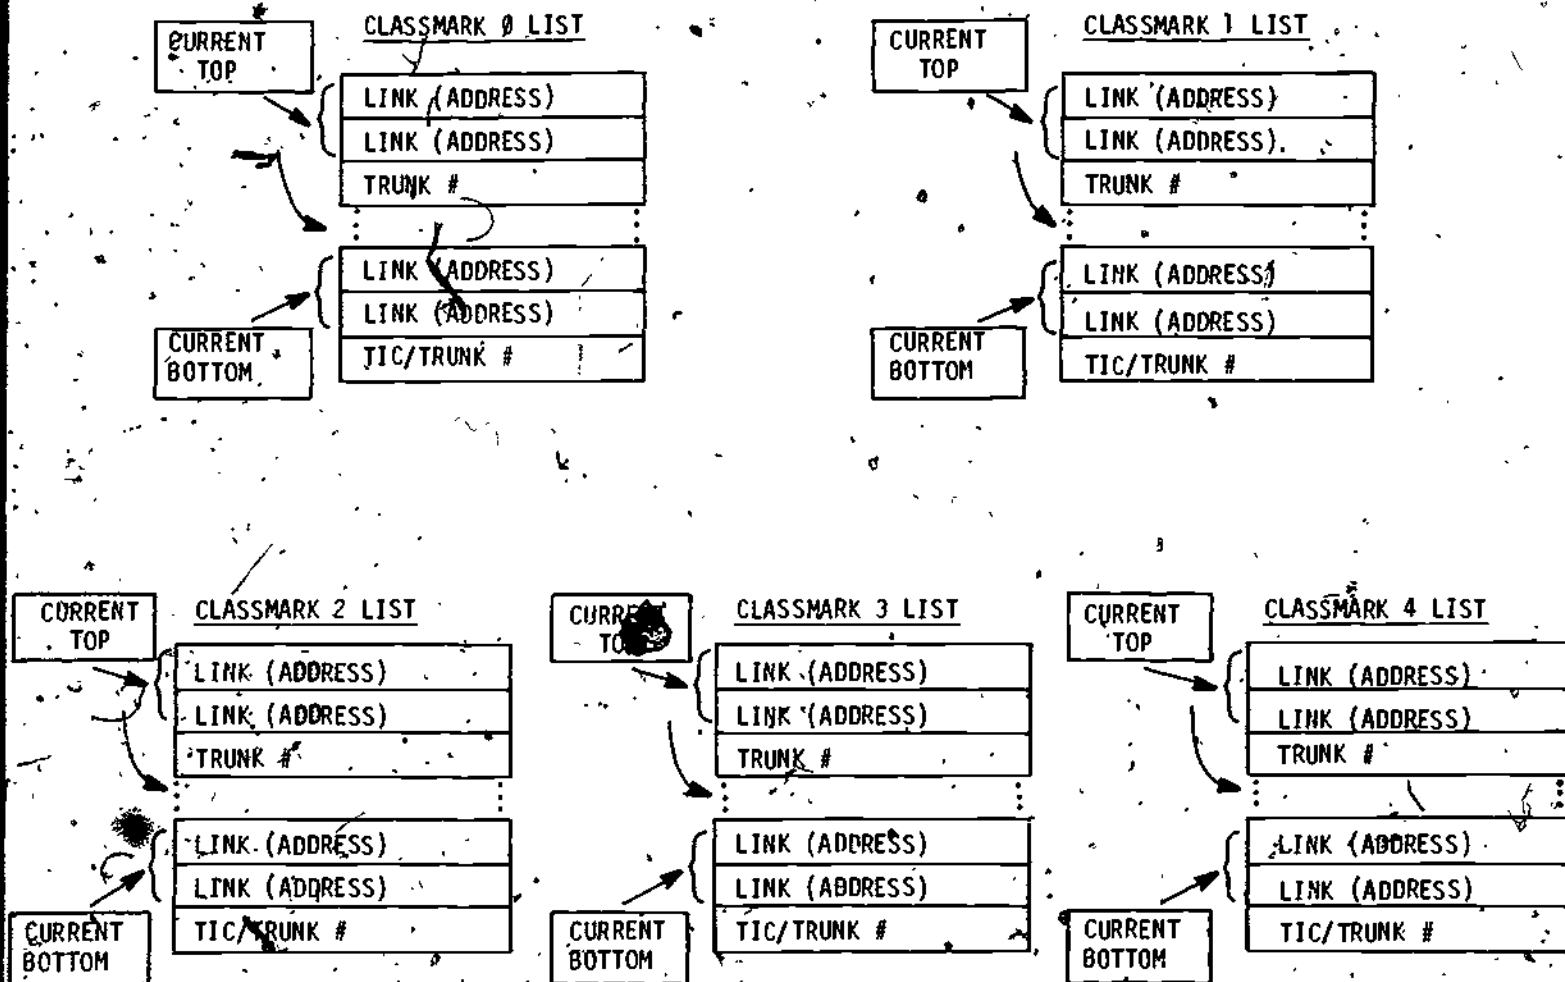 CURRENT
TOP
CLASSMARK Ø LIST
LINK (ADDRESS)
LINK (ADDRESS)
TRUNK #
LINK (ADDRESS)
LINK (ADDRESS)
TIC/TRUNK #
CURRENT
BOTTOM
CURRENT
TOP
CLASSMARK 1 LIST
LINK (ADDRESS)
LINK (ADDRESS)
TRUNK #
LINK (ADDRESS)
LINK (ADDRESS)
TIC/TRUNK #
CURRENT
BOTTOM
CURRENT
TOP
CLASSMARK 2 LIST
LINK (ADDRESS)
LINK (ADDRESS)
TRUNK #
LINK (ADDRESS)
LINK (ADDRESS)
TIC/TRUNK #
CURRENT
BOTTOM
CURRENT
TOP
CLASSMARK 3 LIST
LINK (ADDRESS)
LINK (ADDRESS)
TRUNK #
LINK (ADDRESS)
LINK (ADDRESS)
TIC/TRUNK #
CURRENT
BOTTOM
CURRENT
TOP
CLASSMARK 4 LIST
LINK (ADDRESS)
LINK (ADDRESS)
TRUNK #
LINK (ADDRESS)
LINK (ADDRESS)
TIC/TRUNK #
CURRENT
BOTTOM